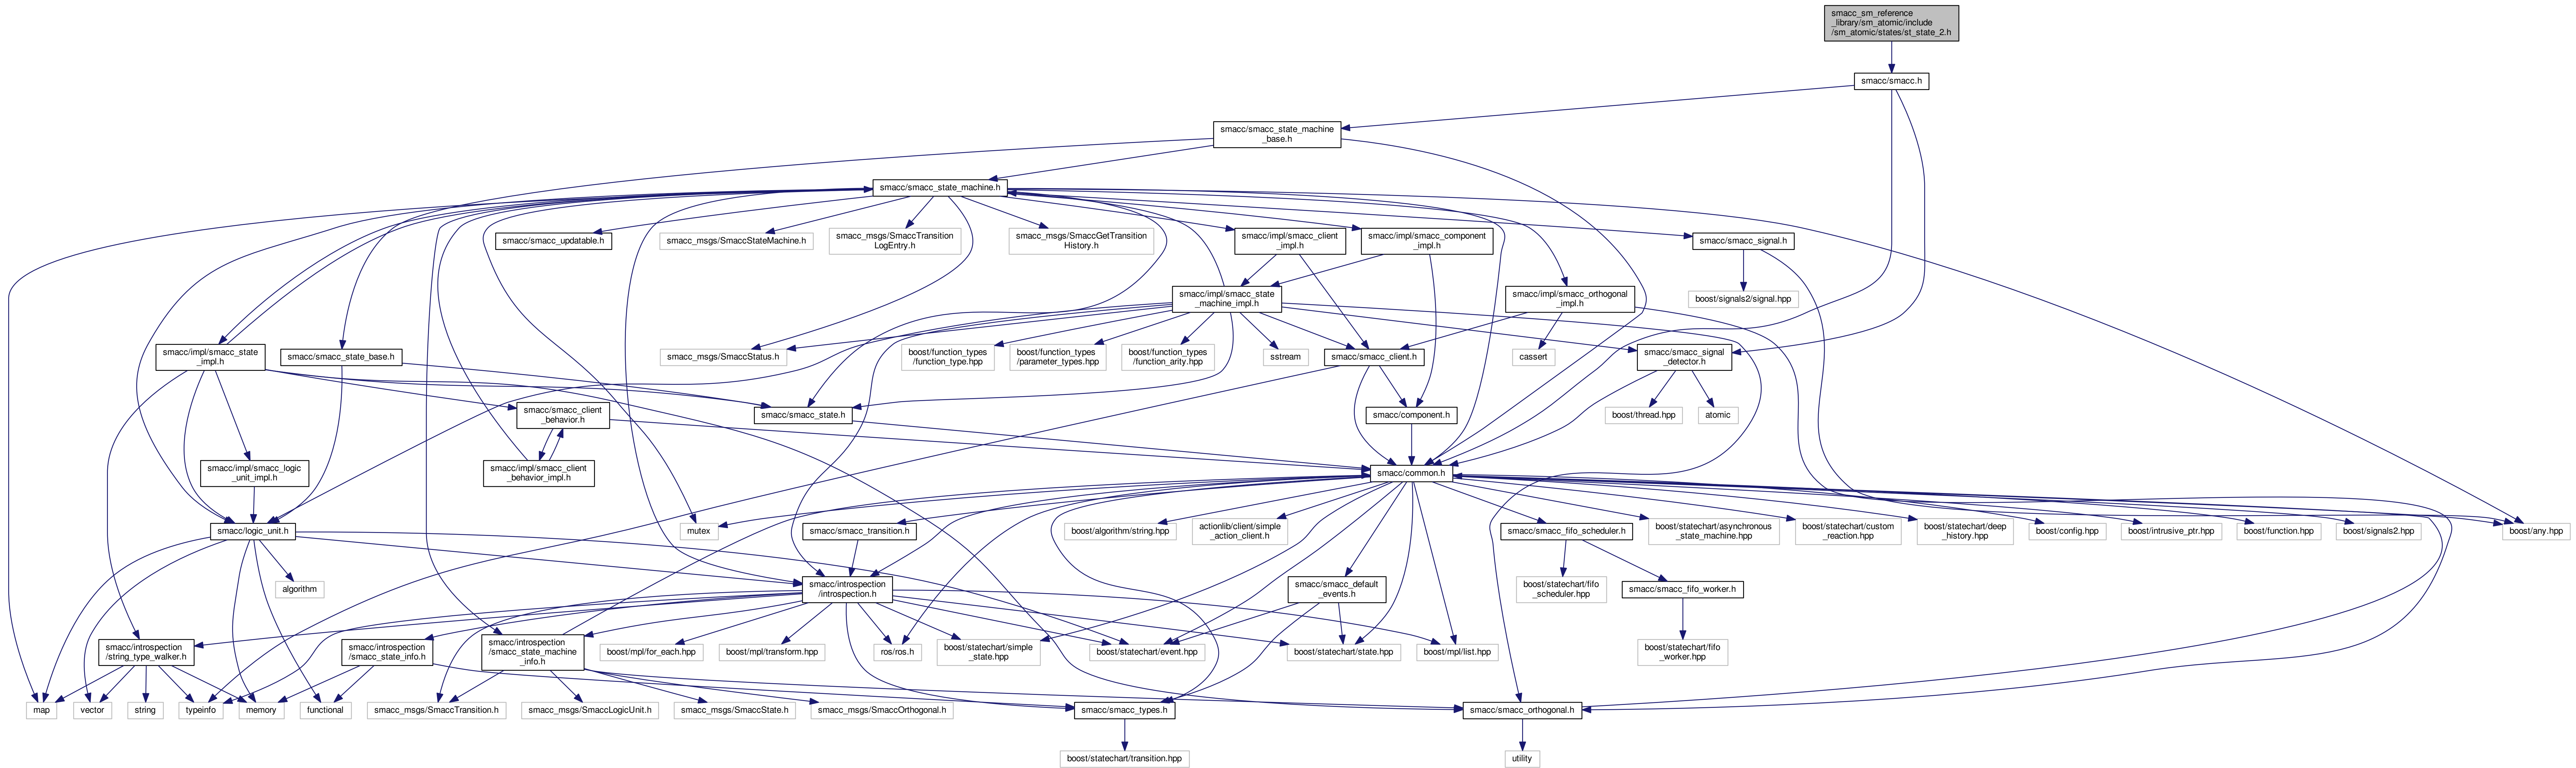 smacc_sm_reference
_library/sm_atomic/include
/sm_atomic/states/st_state_2.h
smacc/smacc.h
smacc/smacc_state_machine
_base.h
smacc/smacc_state_machine.h
smacc/smacc_updatable.h
smacc_msgs/SmaccStateMachine.h
smacc_msgs/SmaccTransition
LogEntry.h
smacc_msgs/SmaccGetTransition
History.h
smacc/impl/smacc_client
_impl.h
smacc/impl/smacc_component
_impl.h
smacc/smacc_signal.h
smacc/impl/smacc_state
_machine_impl.h
smacc/impl/smacc_orthogonal
_impl.h
boost/signals2/signal.hpp
smacc/impl/smacc_state
_impl.h
smacc/smacc_state_base.h
smacc_msgs/SmaccStatus.h
boost/function_types
/function_type.hpp
boost/function_types
/parameter_types.hpp
boost/function_types
/function_arity.hpp
sstream
smacc/smacc_client.h
cassert
smacc/smacc_signal
_detector.h
smacc/smacc_client
_behavior.h
smacc/smacc_state.h
smacc/component.h
boost/thread.hpp
atomic
smacc/impl/smacc_logic
_unit_impl.h
smacc/impl/smacc_client
_behavior_impl.h
smacc/common.h
smacc/logic_unit.h
mutex
smacc/smacc_transition.h
boost/algorithm/string.hpp
actionlib/client/simple
_action_client.h
smacc/smacc_fifo_scheduler.h
boost/statechart/asynchronous
_state_machine.hpp
boost/statechart/custom
_reaction.hpp
boost/statechart/deep
_history.hpp
boost/config.hpp
boost/intrusive_ptr.hpp
boost/function.hpp
boost/signals2.hpp
boost/any.hpp
algorithm
smacc/introspection
/introspection.h
smacc/smacc_default
_events.h
boost/statechart/fifo
_scheduler.hpp
smacc/smacc_fifo_worker.h
smacc/introspection
/string_type_walker.h
smacc/introspection
/smacc_state_info.h
smacc/introspection
/smacc_state_machine
_info.h
boost/mpl/for_each.hpp
boost/mpl/transform.hpp
ros/ros.h
boost/statechart/simple
_state.hpp
boost/statechart/event.hpp
boost/statechart/state.hpp
boost/mpl/list.hpp
boost/statechart/fifo
_worker.hpp
map
vector
string
typeinfo
memory
functional
smacc_msgs/SmaccTransition.h
smacc_msgs/SmaccLogicUnit.h
smacc_msgs/SmaccState.h
smacc_msgs/SmaccOrthogonal.h
smacc/smacc_types.h
smacc/smacc_orthogonal.h
boost/statechart/transition.hpp
utility